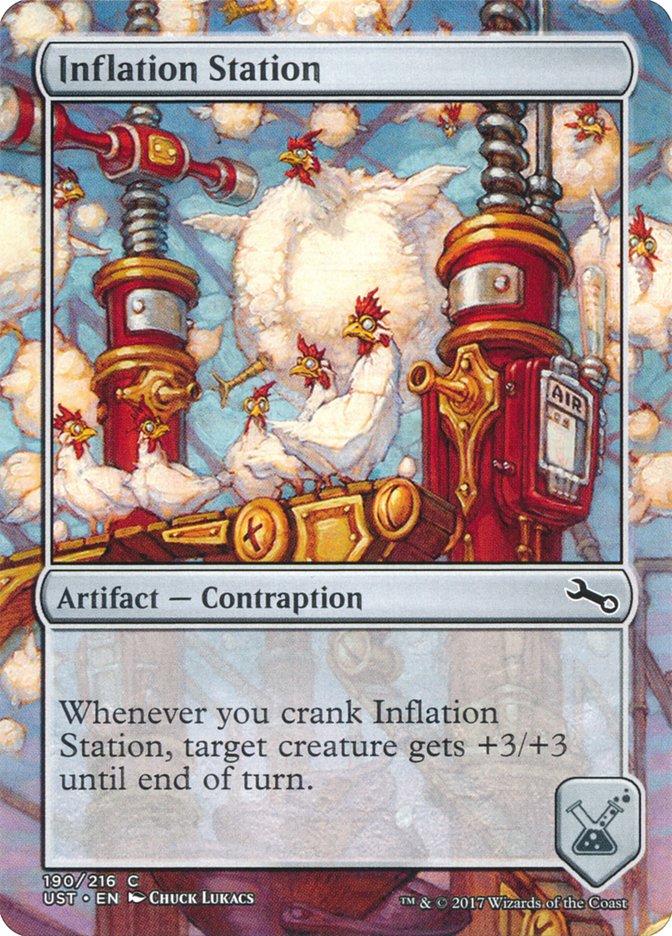 Inflation Station
AIR
Artifact — Contraption
Whenever you crank Inflation
Station, target creature gets +3/+3
until end of turn.
190/216 C
UST • EN Chuck Lukacs
™ & © 2017 Wizards of the Coast